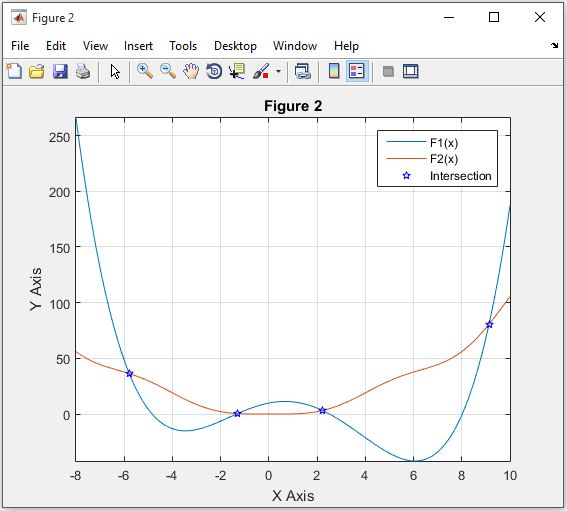 Figure 2
File Edit View Insert Tools Desktop Window Help
Figure 2
F1(x)
F2(x)
Intersection
Y Axis
250
200
150
100
50
0
-8 -6 -4 -2 0 2 4 6 8 10
X Axis